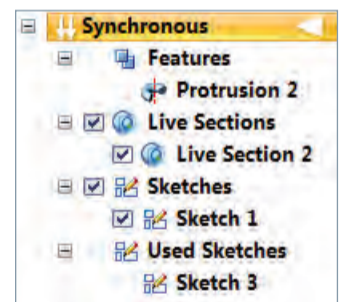 Synchronous
Features
Protrusion 2
Live Sections
Live Section 2
Sketches
Sketch 1
Used Sketches
Sketch 3